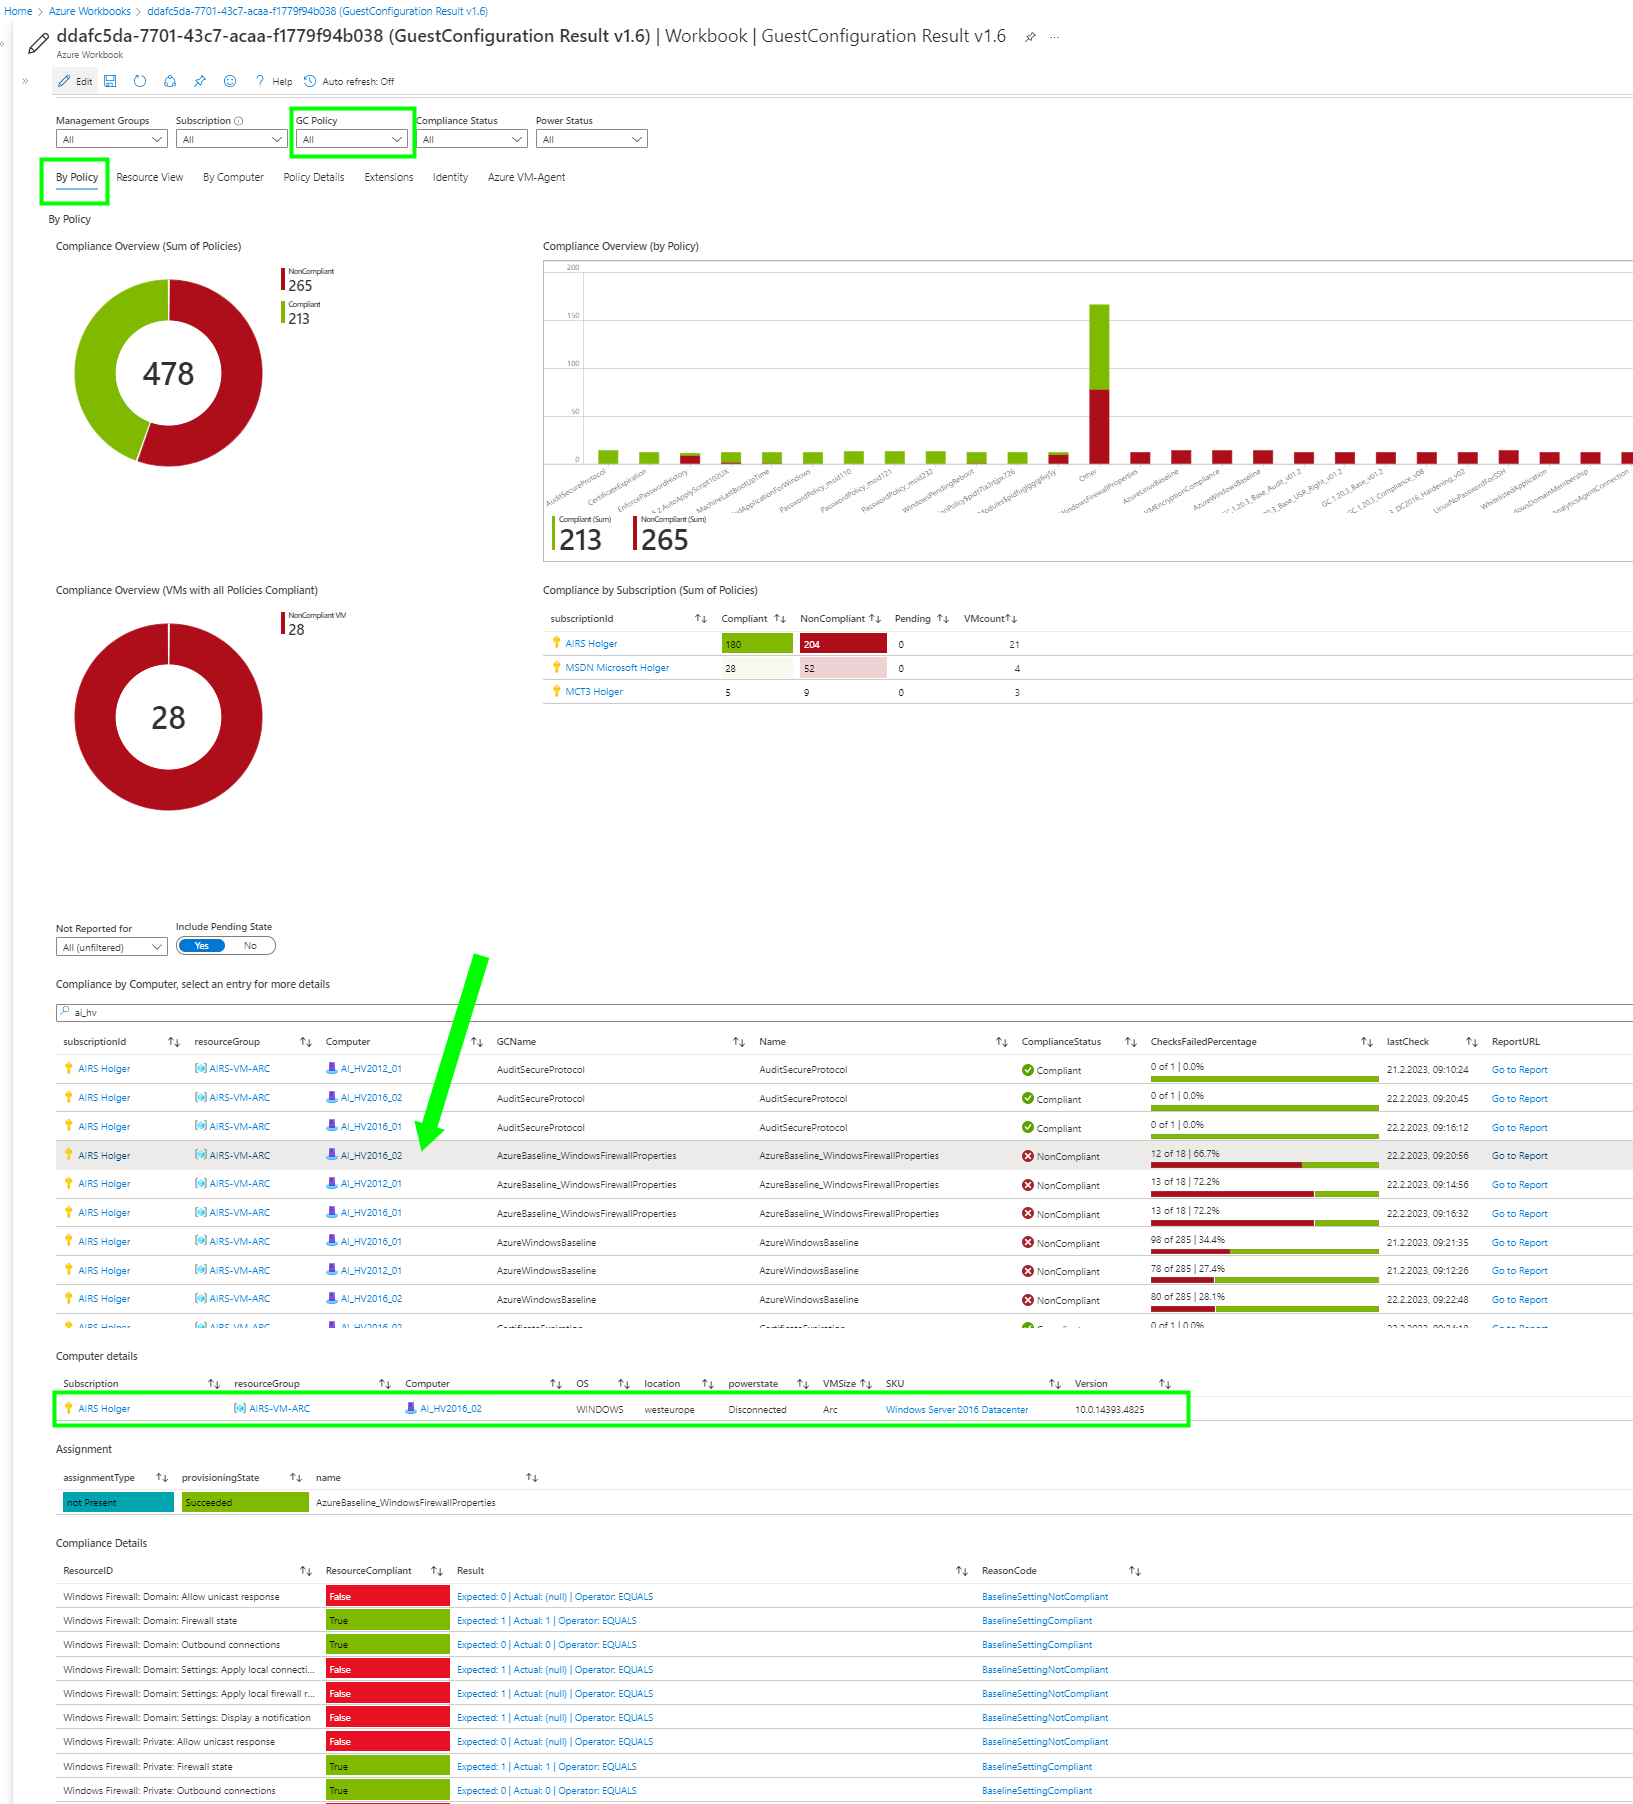 Home > Azure Workbooks > ddafc5da-7701-43c7-acaa-f1779f94b038 (GuestConfiguration Result v1.6)
ddafc5da-7701-43c7-acaa-f1779f94b038 (GuestConfiguration Result v1.6) | Workbook | GuestConfiguration Result v1.6 ...
Azure Workbook
» Edit Help Auto refresh: Off
Management Groups Subscription GC Policy Compliance Status Power Status
All All All All All
By Policy Resource View By Computer Policy Details Extensions Identity Azure VM-Agent
By Policy
Compliance Overview (Sum of Policies)
NonCompliant
265
Compliant
213
478
Compliance Overview (by Policy)
200
150
100
50
0
AuditSecureProtocol
CertificateExpiration
EnforcePasswordHistory
5.2.AutoApplyScript102UX
MachineLastBootUpTime
dApplicationForWindows
PasswordPolicy_msid110
PasswordPolicy_msid121
PasswordPolicy_msid232
WindowsPendingReboot
Other
WindowsFirewallProperties
AzureLinuxBaseline
VMEncryptionCompliance
AzureWindowsBaseline
GC.1.20.3_Base_v01.2
GC.1.20.3_Compliance_v08
LinuxNoPasswordForSSH
WhitelistedApplication
wsDomainMembership
AnalyticsAgentConnection
Compliant (Sum)
213
NonCompliant (Sum)
265
Compliance Overview (VMs with all Policies Compliant)
NonCompliant VM
28
28
Compliance by Subscription (Sum of Policies)
subscriptionId Compliant NonCompliant Pending VMcount
AIRS Holger 180 204 0 21
MSDN Microsoft Holger 28 52 0 4
MCT3 Holger 5 9 0 3
Not Reported for Include Pending State
All (unfiltered) Yes No
Compliance by Computer, select an entry for more details
ai_hv
subscriptionId resourceGroup Computer GCName Name ComplianceStatus ChecksFailedPercentage lastCheck ReportURL
AIRS Holger AIRS-VM-ARC AI_HV2012_01 AuditSecureProtocol AuditSecureProtocol Compliant 0 of 1 | 0.0% 21.2.2023, 09:10:24 Go to Report
AIRS Holger AIRS-VM-ARC AI_HV2016_02 AuditSecureProtocol AuditSecureProtocol Compliant 0 of 1 | 0.0% 22.2.2023, 09:20:45 Go to Report
AIRS Holger AIRS-VM-ARC AI_HV2016_01 AuditSecureProtocol AuditSecureProtocol Compliant 0 of 1 | 0.0% 22.2.2023, 09:16:12 Go to Report
AIRS Holger AIRS-VM-ARC AI_HV2016_02 AzureBaseline_WindowsFirewallProperties AzureBaseline_WindowsFirewallProperties NonCompliant 12 of 18 | 66.7% 22.2.2023, 09:20:56 Go to Report
AIRS Holger AIRS-VM-ARC AI_HV2012_01 AzureBaseline_WindowsFirewallProperties AzureBaseline_WindowsFirewallProperties NonCompliant 13 of 18 | 72.2% 22.2.2023, 09:14:56 Go to Report
AIRS Holger AIRS-VM-ARC AI_HV2016_01 AzureBaseline_WindowsFirewallProperties AzureBaseline_WindowsFirewallProperties NonCompliant 13 of 18 | 72.2% 22.2.2023, 09:16:32 Go to Report
AIRS Holger AIRS-VM-ARC AI_HV2016_01 AzureWindowsBaseline AzureWindowsBaseline NonCompliant 98 of 285 | 34.4% 21.2.2023, 09:21:35 Go to Report
AIRS Holger AIRS-VM-ARC AI_HV2012_01 AzureWindowsBaseline AzureWindowsBaseline NonCompliant 78 of 285 | 27.4% 21.2.2023, 09:12:26 Go to Report
AIRS Holger AIRS-VM-ARC AI_HV2016_02 AzureWindowsBaseline AzureWindowsBaseline NonCompliant 80 of 285 | 28.1% 22.2.2023, 09:22:48 Go to Report
AIRS Holger AIRS-VM-ARC AI_HV2016_02 0 of 1 | 0.0%
Computer details
Subscription resourceGroup Computer OS location powerstate VMSize SKU Version
AIRS Holger AIRS-VM-ARC AI_HV2016_02 WINDOWS westeurope Disconnected Arc Windows Server 2016 Datacenter 10.0.14393.4825
Assignment
assignmentType provisioningState name
not Present Succeeded AzureBaseline_WindowsFirewallProperties
Compliance Details
ResourceID ResourceCompliant Result ReasonCode
Windows Firewall: Domain: Allow unicast response False Expected: 0 | Actual: (null) | Operator: EQUALS BaselineSettingNotCompliant
Windows Firewall: Domain: Firewall state True Expected: 1 | Actual: 1 | Operator: EQUALS BaselineSettingCompliant
Windows Firewall: Domain: Outbound connections True Expected: 0 | Actual: 0 | Operator: EQUALS BaselineSettingCompliant
Windows Firewall: Domain: Settings: Apply local connecti... False Expected: 1 | Actual: (null) | Operator: EQUALS BaselineSettingNotCompliant
Windows Firewall: Domain: Settings: Apply local firewall r... False Expected: 1 | Actual: (null) | Operator: EQUALS BaselineSettingNotCompliant
Windows Firewall: Domain: Settings: Display a notification False Expected: 1 | Actual: (null) | Operator: EQUALS BaselineSettingNotCompliant
Windows Firewall: Private: Allow unicast response False Expected: 0 | Actual: (null) | Operator: EQUALS BaselineSettingNotCompliant
Windows Firewall: Private: Firewall state True Expected: 1 | Actual: 1 | Operator: EQUALS BaselineSettingCompliant
Windows Firewall: Private: Outbound connections True Expected: 0 | Actual: 0 | Operator: EQUALS BaselineSettingCompliant